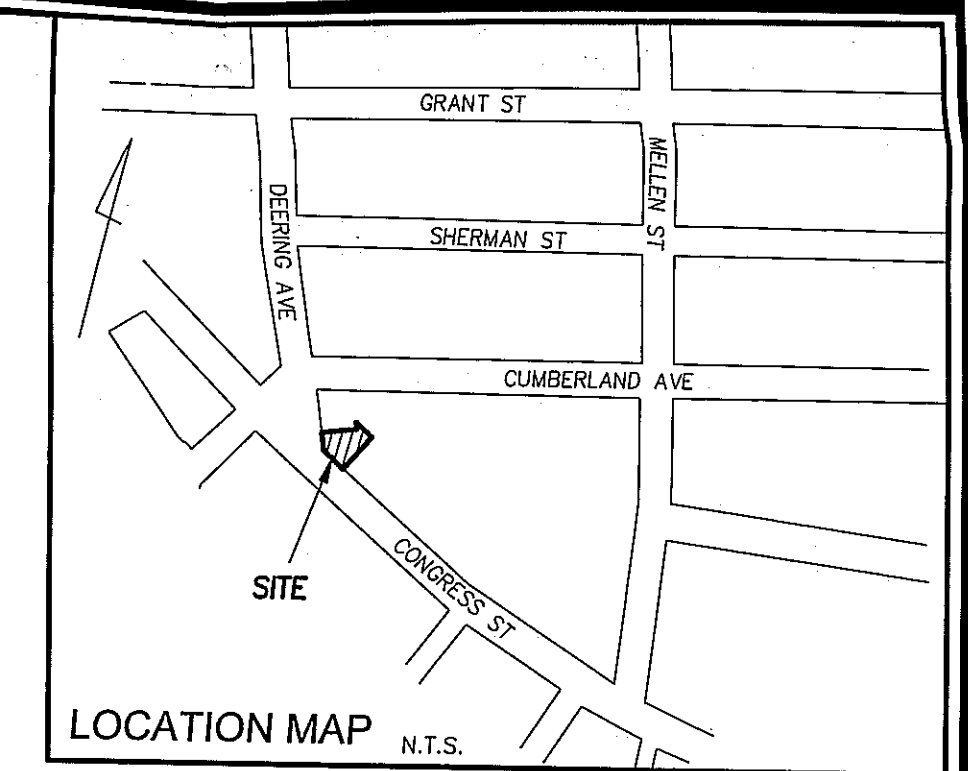 GRANT ST
MELLEN ST
DEERING AVE
SHERMAN ST
CUMBERLAND AVE
CONGRESS ST
SITE
LOCATION MAP N.T.S.